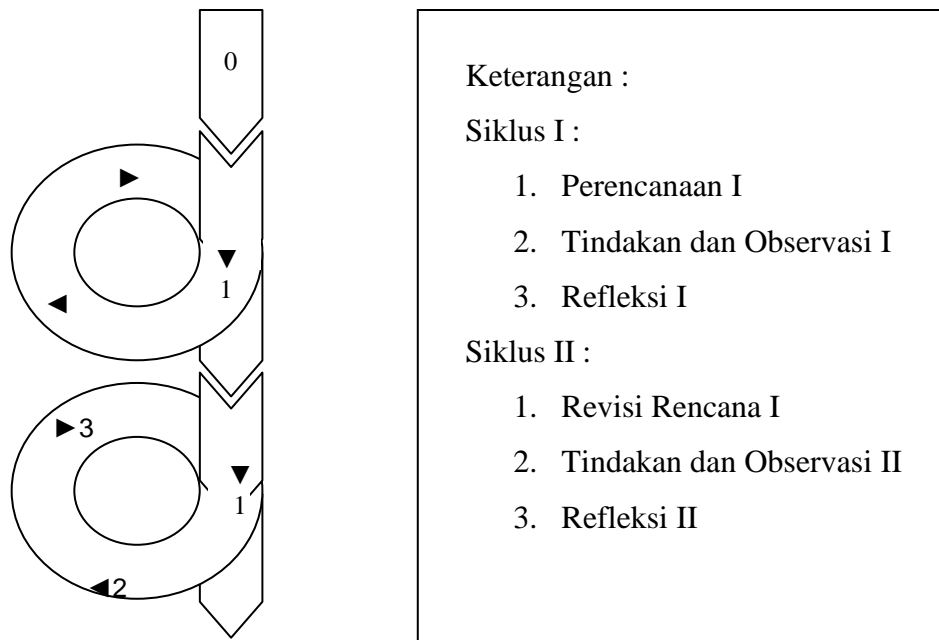 0
1
3
1
2
Keterangan :
Siklus I :
1. Perencanaan I
2. Tindakan dan Observasi I
3. Refleksi I
Siklus II :
1. Revisi Rencana I
2. Tindakan dan Observasi II
3. Refleksi II